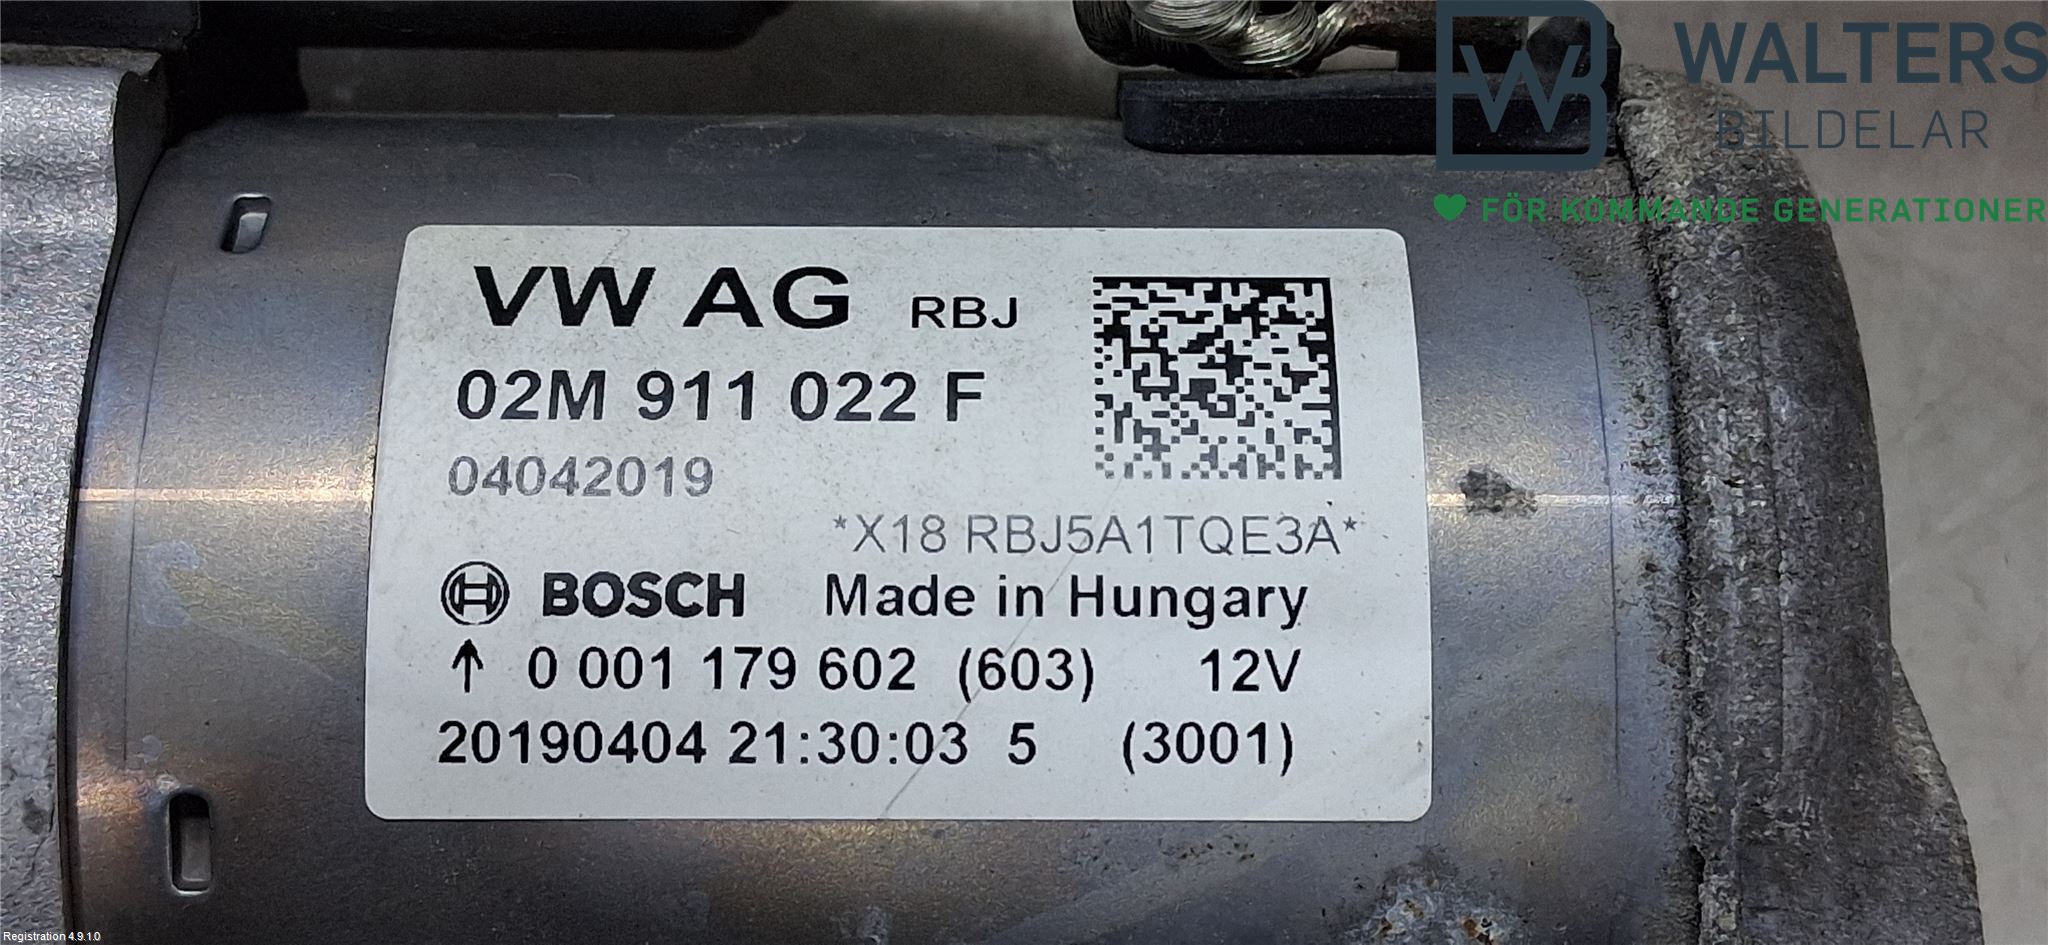 WALTERS
BILDELAR
FÖR KOMMANDE GENERATIONER
VW AG RBJ
02M 911 022 F
04042019
*X18 RBJ5A1TQE3A*
BOSCH Made in Hungary
↑ 0 001 179 602 (603) 12V
20190404 21:30:03 5 (3001)
Registration 4.9.1.0